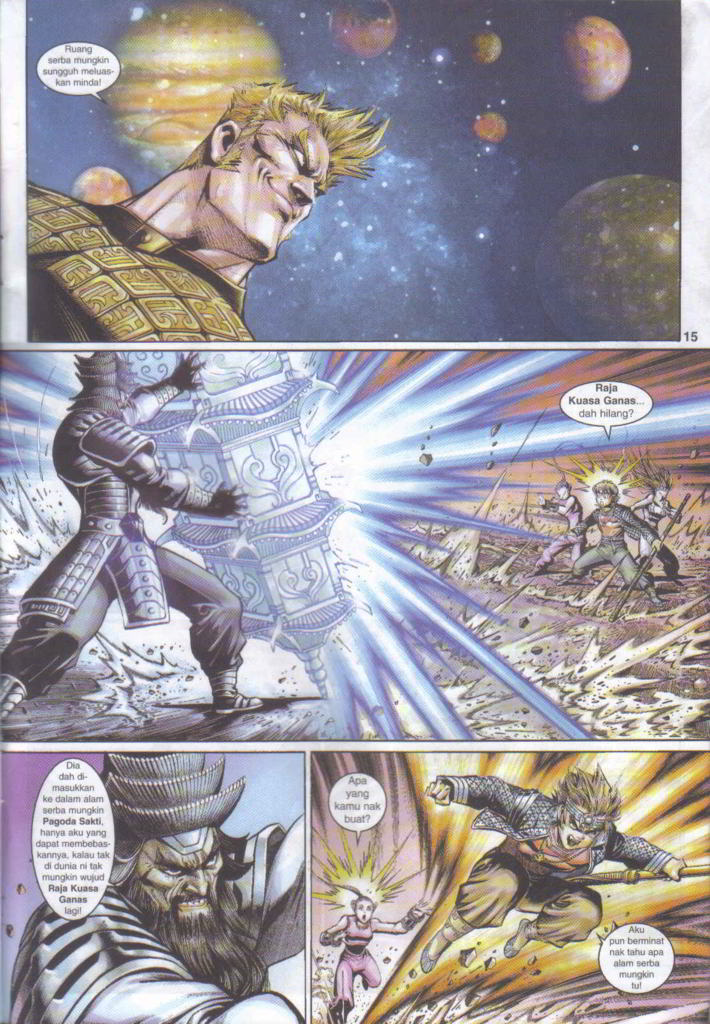 Ruang
serba mungkin
sungguh meluas-
kan minda!
15
Raja
Kuasa Ganas...
dah hilang?
Dia
dah di-
masukkan
ke dalam alam
serba mungkin
Pagoda Sakti,
hanya aku yang
dapat membebas-
kannya, kalau tak
di dunia ni tak
mungkin wujud
Raja Kuasa
Ganas
lagi!
Apa
yang
kamu nak
buat?
Aku
pun berminat
nak tahu apa
alam serba
mungkin
tu!